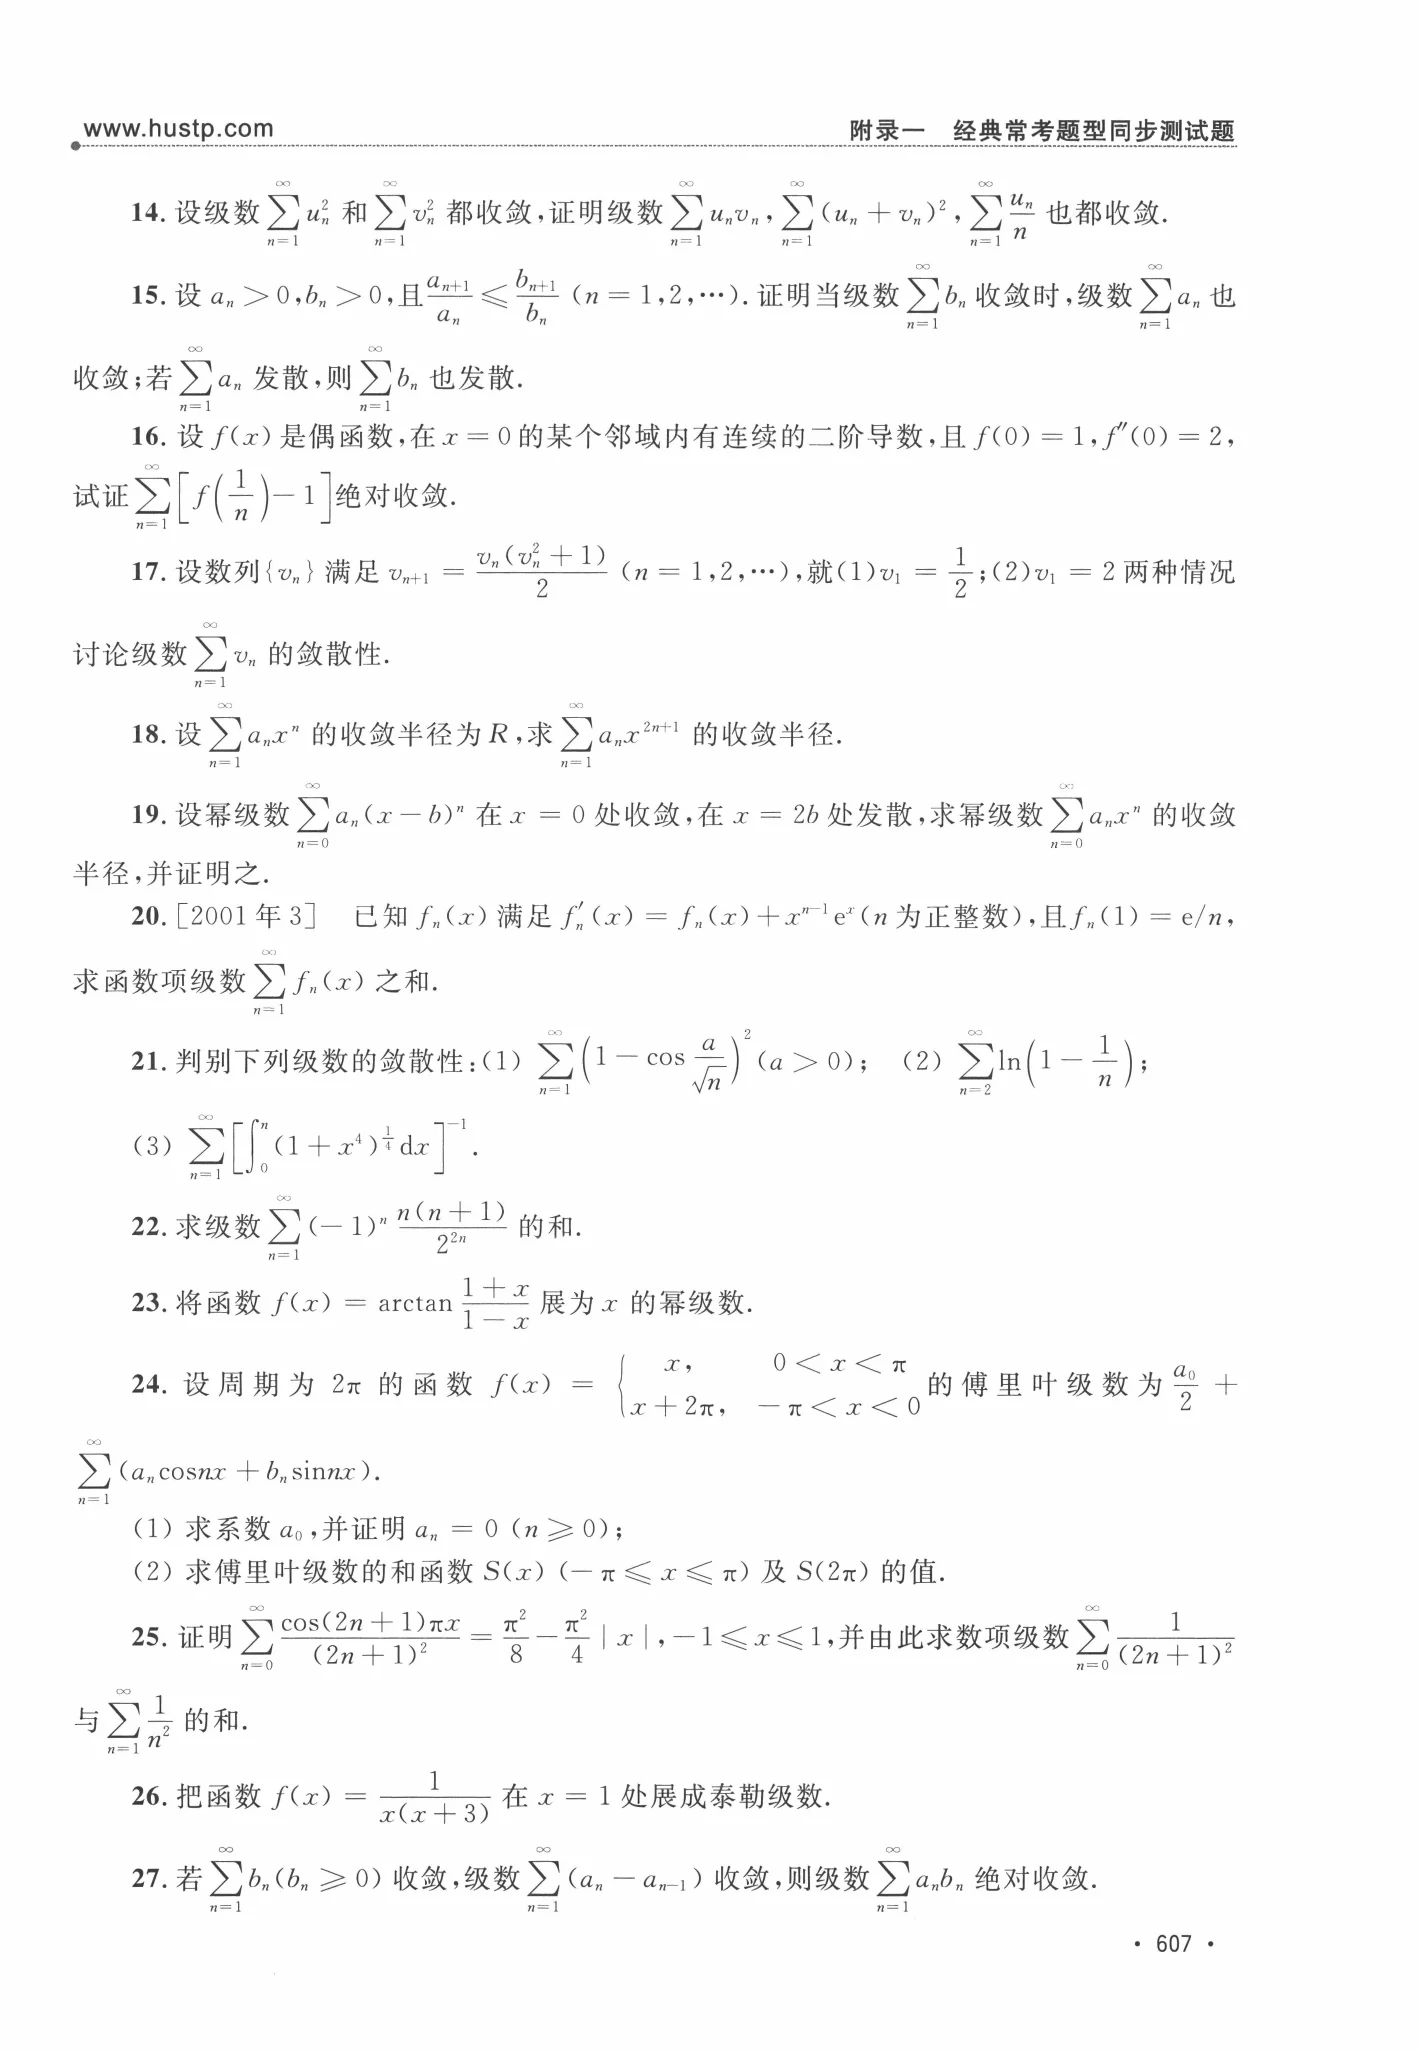 www.hustp.com 附录一 经典常考题型同步测试题
14. 设级数 $\sum_{n=1}^{\infty} u_n^2$ 和 $\sum_{n=1}^{\infty} v_n^2$ 都收敛,证明级数 $\sum_{n=1}^{\infty} u_n v_n$, $\sum_{n=1}^{\infty} (u_n + v_n)^2$, $\sum_{n=1}^{\infty} \frac{u_n}{n}$ 也都收敛.
15. 设 $a_n > 0, b_n > 0$,且 $\frac{a_{n+1}}{a_n} \leqslant \frac{b_{n+1}}{b_n}$ $(n = 1,2,\cdots)$. 证明当级数 $\sum_{n=1}^{\infty} b_n$ 收敛时,级数 $\sum_{n=1}^{\infty} a_n$ 也
收敛;若 $\sum_{n=1}^{\infty} a_n$ 发散,则 $\sum_{n=1}^{\infty} b_n$ 也发散.
16. 设 $f(x)$ 是偶函数,在 $x = 0$ 的某个邻域内有连续的二阶导数,且 $f(0) = 1, f''(0) = 2$,
试证 $\sum_{n=1}^{\infty} \left[ f\left(\frac{1}{n}\right) - 1 \right]$ 绝对收敛.
17. 设数列 $\{v_n\}$ 满足 $v_{n+1} = \frac{v_n(v_n^2 + 1)}{2}$ $(n = 1,2,\cdots)$,就(1) $v_1 = \frac{1}{2}$;(2) $v_1 = 2$ 两种情况
讨论级数 $\sum_{n=1}^{\infty} v_n$ 的敛散性.
18. 设 $\sum_{n=1}^{\infty} a_n x^n$ 的收敛半径为 $R$,求 $\sum_{n=1}^{\infty} a_n x^{2n+1}$ 的收敛半径.
19. 设幂级数 $\sum_{n=0}^{\infty} a_n (x - b)^n$ 在 $x = 0$ 处收敛,在 $x = 2b$ 处发散,求幂级数 $\sum_{n=0}^{\infty} a_n x^n$ 的收敛
半径,并证明之.
20. [2001年3] 已知 $f_n(x)$ 满足 $f_n'(x) = f_n(x) + x^{n-1} e^x$ ($n$ 为正整数),且 $f_n(1) = e/n$,
求函数项级数 $\sum_{n=1}^{\infty} f_n(x)$ 之和.
21. 判别下列级数的敛散性:(1) $\sum_{n=1}^{\infty} \left(1 - \cos \frac{a}{\sqrt{n}}\right)^2 (a > 0)$; (2) $\sum_{n=2}^{\infty} \ln\left(1 - \frac{1}{n}\right)$;
(3) $\sum_{n=1}^{\infty} \left[ \int_0^n (1 + x^4)^{\frac{1}{4}} dx \right]^{-1}$.
22. 求级数 $\sum_{n=1}^{\infty} (-1)^n \frac{n(n+1)}{2^{2n}}$ 的和.
23. 将函数 $f(x) = \arctan \frac{1+x}{1-x}$ 展为 $x$ 的幂级数.
24. 设周期为 $2\pi$ 的函数 $f(x) = \begin{cases} x, & 0 < x < \pi \\ x + 2\pi, & -\pi < x < 0 \end{cases}$ 的傅里叶级数为 $\frac{a_0}{2} +$
$\sum_{n=1}^{\infty} (a_n \cos nx + b_n \sin nx)$.
(1) 求系数 $a_0$,并证明 $a_n = 0$ $(n \geqslant 0)$;
(2) 求傅里叶级数的和函数 $S(x)$ $(-\pi \leqslant x \leqslant \pi)$ 及 $S(2\pi)$ 的值.
25. 证明 $\sum_{n=0}^{\infty} \frac{\cos(2n+1)\pi x}{(2n+1)^2} = \frac{\pi^2}{8} - \frac{\pi^2}{4} |x|, -1 \leqslant x \leqslant 1$,并由此求数项级数 $\sum_{n=0}^{\infty} \frac{1}{(2n+1)^2}$
与 $\sum_{n=1}^{\infty} \frac{1}{n^2}$ 的和.
26. 把函数 $f(x) = \frac{1}{x(x+3)}$ 在 $x = 1$ 处展成泰勒级数.
27. 若 $\sum_{n=1}^{\infty} b_n (b_n \geqslant 0)$ 收敛,级数 $\sum_{n=1}^{\infty} (a_n - a_{n-1})$ 收敛,则级数 $\sum_{n=1}^{\infty} a_n b_n$ 绝对收敛.
· 607 ·